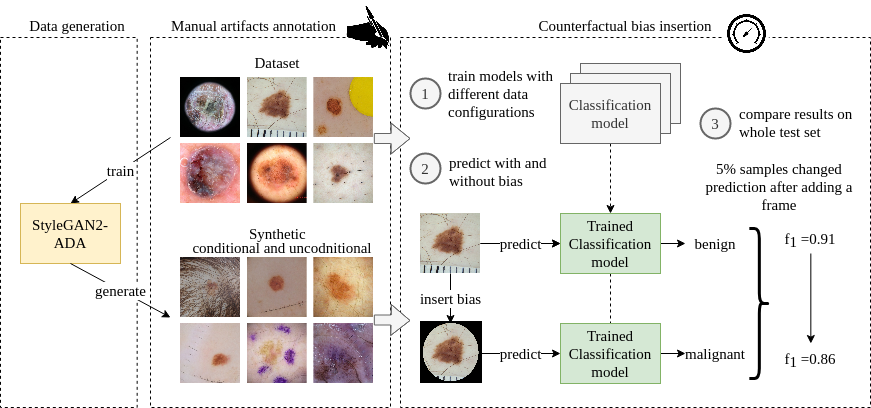 Data generation
Manual artifacts annotation
Counterfactual bias insertion
train
StyleGAN2-
ADA
generate
Dataset
Synthetic
conditional and uncodnitional
1
train models with
different data
configurations
Classification
model
2
predict with and
without bias
3
compare results on
whole test set
5% samples changed
prediction after adding a
frame
predict
Trained
Classification
model
benign
insert bias
predict
Trained
Classification
model
malignant
f1 =0.91
f1 =0.86